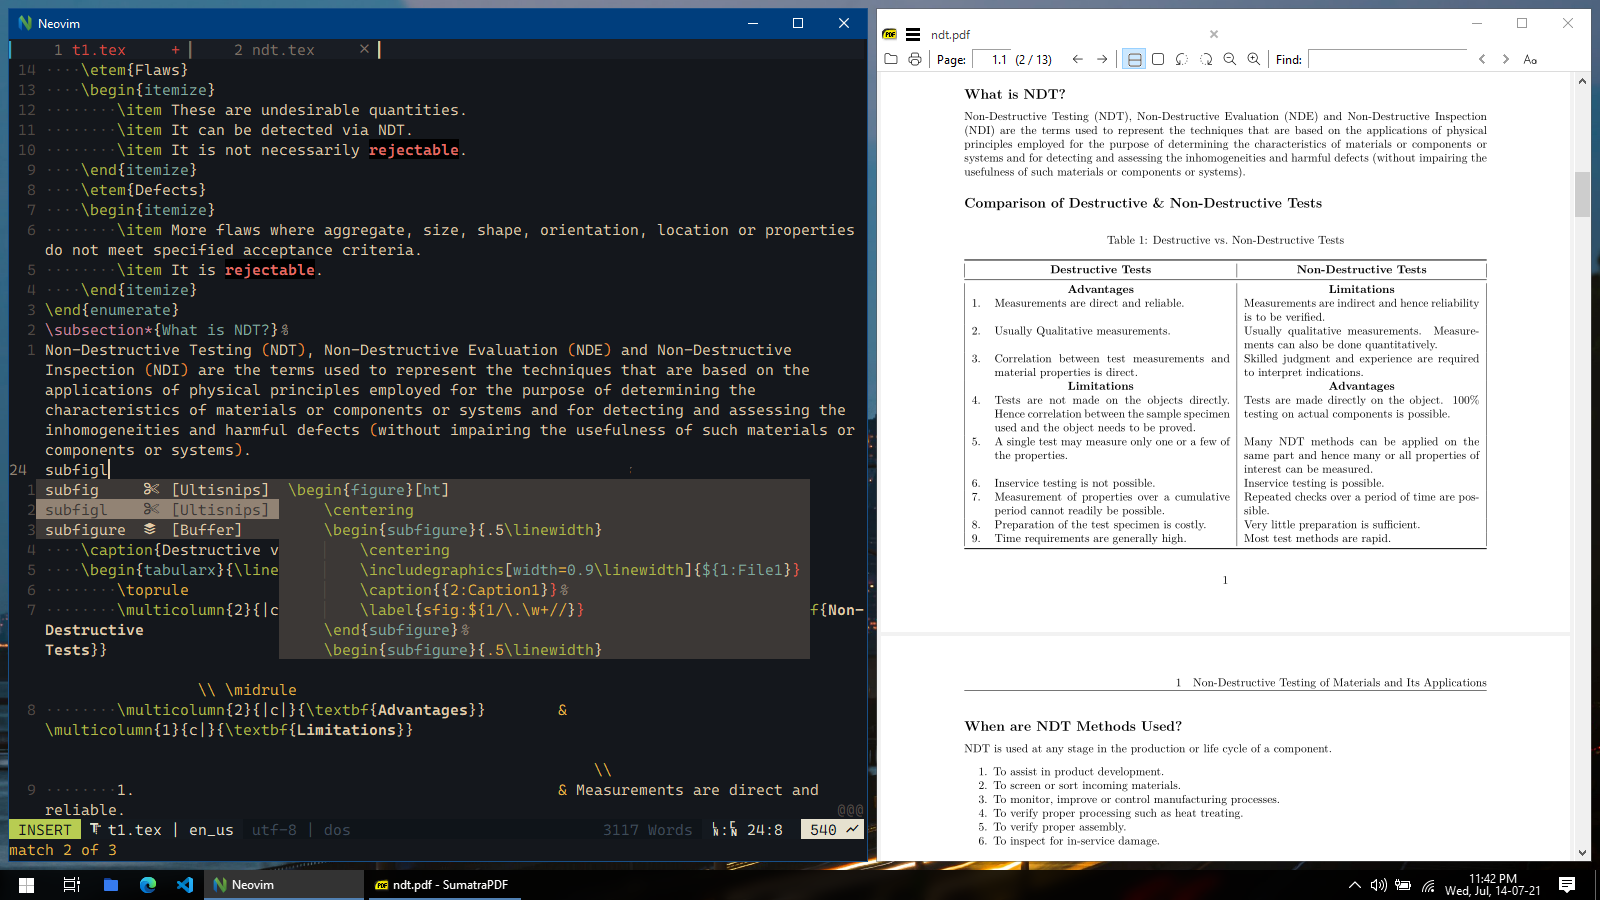 Neovim
1 t1.tex + 2 ndt.tex ×
14 ····\etem{Flaws}
13 ····\begin{itemize}
12 ········\item These are undesirable quantities.
11 ········\item It can be detected via NDT.
10 ········\item It is not necessarily rejectable.
9 ····\end{itemize}
8 ····\etem{Defects}
7 ····\begin{itemize}
6 ········\item More flaws where aggregate, size, shape, orientation, location or properties
do not meet specified acceptance criteria.
5 ········\item It is rejectable.
4 ····\end{itemize}
3 \end{enumerate}
2 \subsection*{What is NDT?}%
1 Non-Destructive Testing (NDT), Non-Destructive Evaluation (NDE) and Non-Destructive
Inspection (NDI) are the terms used to represent the techniques that are based on the
applications of physical principles employed for the purpose of determining the
characteristics of materials or components or systems and for detecting and assessing the
inhomogeneities and harmful defects (without impairing the usefulness of such materials or
components or systems).
24 subfigl
1 subfig [Ultisnips]
2 subfigl [Ultisnips]
3 subfigure [Buffer]
\begin{figure}[ht]
\centering
\begin{subfigure}{.5\linewidth}
\centering
\includegraphics[width=0.9\linewidth]{${1:File1}}
\caption{{2:Caption1}}%
\label{sfig:${1/\.\w+//}}
\end{subfigure}%
\begin{subfigure}{.5\linewidth}
4 ····\caption{Destructive v
5 ····\begin{tabularx}{\line
6 ········\toprule
7 ········\multicolumn{2}{|c f{Non-
Destructive
Tests}}
\\ \midrule
8 ········\multicolumn{2}{|c|}{\textbf{Advantages}} &
\multicolumn{1}{c|}{\textbf{Limitations}}
\\
9 ········1. & Measurements are direct and
reliable. @@@
INSERT t1.tex | en_us utf-8 | dos 3117 Words 24:8 540
match 2 of 3
ndt.pdf
Page: 1.1 (2 / 13) Find: Aa
What is NDT?
Non-Destructive Testing (NDT), Non-Destructive Evaluation (NDE) and Non-Destructive Inspection
(NDI) are the terms used to represent the techniques that are based on the applications of physical
principles employed for the purpose of determining the characteristics of materials or components or
systems and for detecting and assessing the inhomogeneities and harmful defects (without impairing the
usefulness of such materials or components or systems).
Comparison of Destructive & Non-Destructive Tests
Table 1: Destructive vs. Non-Destructive Tests
Destructive Tests Non-Destructive Tests
Advantages Limitations
1. Measurements are direct and reliable. Measurements are indirect and hence reliability
is to be verified.
2. Usually Qualitative measurements. Usually qualitative measurements. Measure-
ments can also be done quantitatively.
3. Correlation between test measurements and Skilled judgment and experience are required
material properties is direct. to interpret indications.
Limitations Advantages
4. Tests are not made on the objects directly. Tests are made directly on the object. 100%
Hence correlation between the sample specimen testing on actual components is possible.
used and the object needs to be proved.
5. A single test may measure only one or a few of Many NDT methods can be applied on the
the properties. same part and hence many or all properties of
interest can be measured.
6. Inservice testing is not possible. Inservice testing is possible.
7. Measurement of properties over a cumulative Repeated checks over a period of time are pos-
period cannot readily be possible. sible.
8. Preparation of the test specimen is costly. Very little preparation is sufficient.
9. Time requirements are generally high. Most test methods are rapid.
1
1 Non-Destructive Testing of Materials and Its Applications
When are NDT Methods Used?
NDT is used at any stage in the production or life cycle of a component.
1. To assist in product development.
2. To screen or sort incoming materials.
3. To monitor, improve or control manufacturing processes.
4. To verify proper processing such as heat treating.
5. To verify proper assembly.
6. To inspect for in-service damage.
Neovim
ndt.pdf - SumatraPDF
11:42 PM
Wed, Jul, 14-07-21